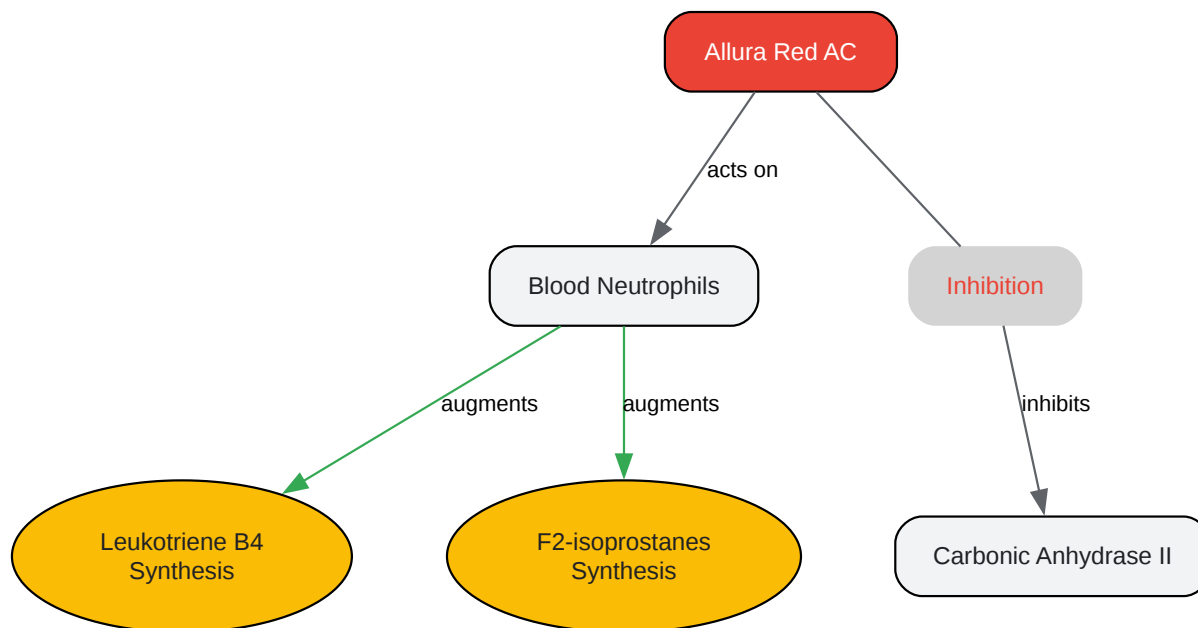 Allura Red AC
acts on
Blood Neutrophils
Inhibition
augments
augments
inhibits
Leukotriene B4
Synthesis
F2-isoprostanes
Synthesis
Carbonic Anhydrase II